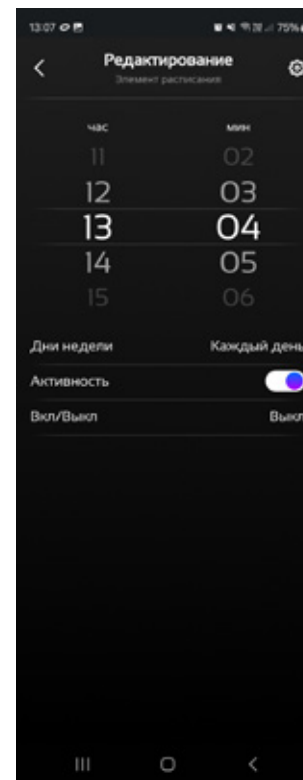 13:07 75%
Редактирование
Элемент расписания
час мин
11 02
12 03
13 04
14 05
15 06
Дни недели Каждый день
Активность
Вкл/Выкл Выкл